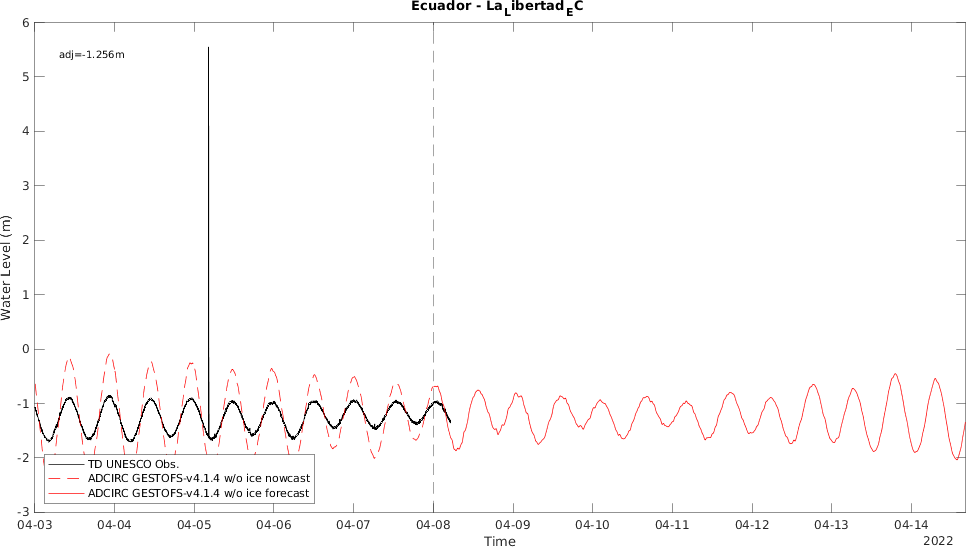 Ecuador - LaLibertadEC
adj=-1.256m
6
5
4
3
2
1
0
-1
-2
-3
Water Level (m)
TD UNESCO Obs.
ADCIRC GESTOFS-v4.1.4 w/o ice nowcast
ADCIRC GESTOFS-v4.1.4 w/o ice forecast
04-03 04-04 04-05 04-06 04-07 04-08 04-09 04-10 04-11 04-12 04-13 04-14
Time
2022